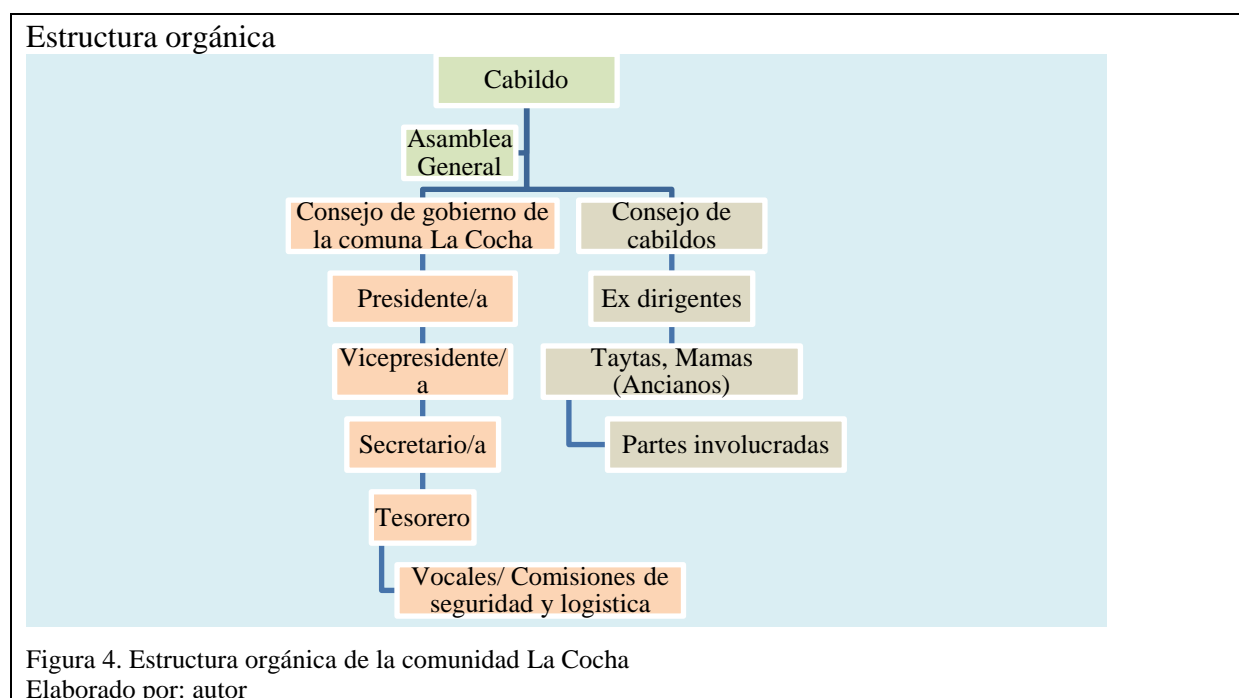 Estructura orgánica
Cabildo
Asamblea
General
Consejo de gobierno de
la comuna La Cocha
Presidente/a
Vicepresidente/
a
Secretario/a
Tesorero
Vocales/ Comisiones de
seguridad y logistica
Consejo de
cabildos
Ex dirigentes
Taytas, Mamas
(Ancianos)
Partes involucradas
Figura 4. Estructura orgánica de la comunidad La Cocha
Elaborado por: autor